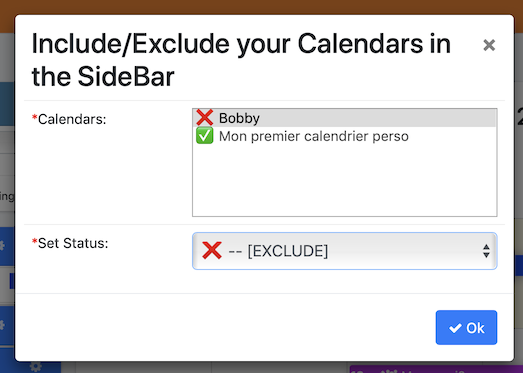 Include/Exclude your Calendars in
the SideBar
×
*Calendars:
❌ Bobby
✅ Mon premier calendrier perso
*Set Status:
❌ -- [EXCLUDE]
✔ Ok